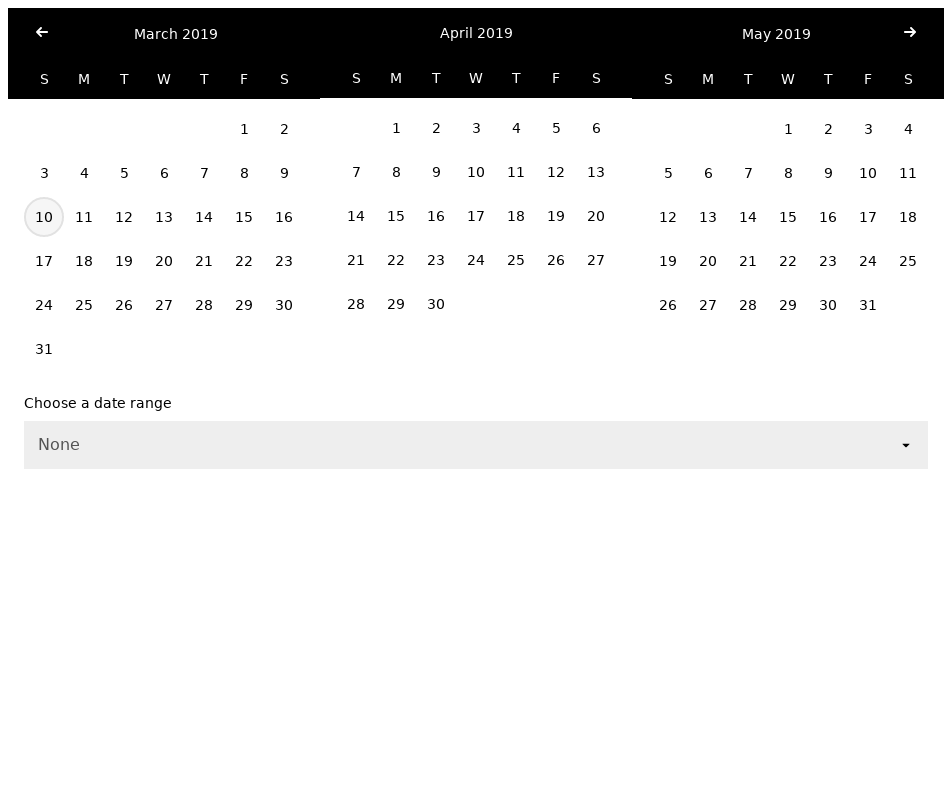 March 2019 April 2019 May 2019
S M T W T F S S M T W T F S S M T W T F S
1 2 1 2 3 4 5 6 1 2 3 4
3 4 5 6 7 8 9 7 8 9 10 11 12 13 5 6 7 8 9 10 11
10 11 12 13 14 15 16 14 15 16 17 18 19 20 12 13 14 15 16 17 18
17 18 19 20 21 22 23 21 22 23 24 25 26 27 19 20 21 22 23 24 25
24 25 26 27 28 29 30 28 29 30 26 27 28 29 30 31
31
Choose a date range
None